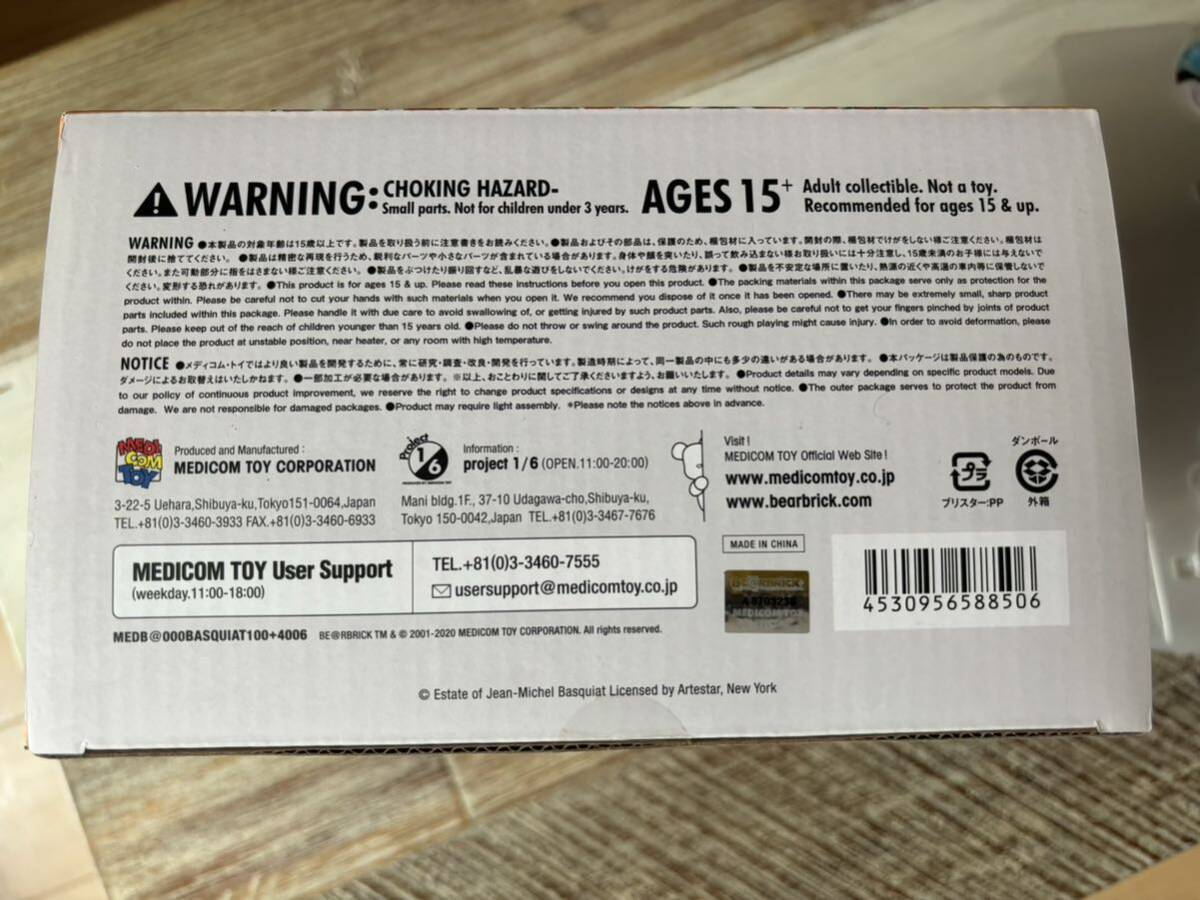 WARNING: CHOKING HAZARD-
Small parts. Not for children under 3 years.
AGES 15+ Adult collectible. Not a toy.
Recommended for ages 15 & up.
WARNING ●本製品の対象年齢は15歳以上です。製品を取り扱う前に注意書きをお読みください。●製品およびその部品は、保護のため、梱包材に入っています。開封の際、梱包材でけがをしない様ご注意ください。梱包材は
開封後に捨ててください。 ●製品は精密な再現を行うため、鋭利なパーツや小さなパーツが含まれている場合があります。身体や顔を突いたり、誤って飲み込まない様お取り扱いには十分注意し、15歳未満のお子様には与えないで
ください。また可動部分に指をはさまない様ご注意ください。 ●製品をぶつけたり振り回すなど、乱暴な遊びをしないでください。けがをする危険があります。 ●製品を不安定な場所に置いたり、熱源の近くや高温の車内等に保管しないで
ください。変形する恐れがあります。 ●This product is for ages 15 & up. Please read these instructions before you open this product. ●The packing materials within this package serve only as protection for the
product within. Please be careful not to cut your hands with such materials when you open it. We recommend you dispose of it once it has been opened. ●There may be extremely small, sharp product
parts included within this package. Please handle it with due care to avoid swallowing of, or getting injured by such product parts. Also, please be careful not to get your fingers pinched by joints of product
parts. Please keep out of the reach of children younger than 15 years old. ●Please do not throw or swing around the product. Such rough playing might cause injury. ●In order to avoid deformation, please
do not place the product at unstable position, near heater, or any room with high temperature.
NOTICE ●メディコム・トイではより良い製品を開発するために、常に研究・調査・改良・開発を行っています。製造時期によって、同一製品の中にも多少の違いがある場合があります。 ●本パッケージは製品保護の為のものです。
ダメージによるお取替えはいたしかねます。 ●一部加工が必要な場合があります。 ※以上、おことわりに関してご了承くださいますよう、お願いいたします。 ●Product details may vary depending on specific product models. Due
to our policy of continuous product improvement, we reserve the right to change product specifications or designs at any time without notice. ●The outer package serves to protect the product from
damage. We are not responsible for damaged packages. ●Product may require light assembly. *Please note the notices above in advance.
MEDI
COM
TOY
Produced and Manufactured :
MEDICOM TOY CORPORATION
3-22-5 Uehara,Shibuya-ku,Tokyo151-0064,Japan
TEL.+81(0)3-3460-3933 FAX.+81(0)3-3460-6933
Project
1/6
Information :
project 1/6 (OPEN.11:00-20:00)
Mani bldg.1F., 37-10 Udagawa-cho,Shibuya-ku,
Tokyo 150-0042,Japan TEL.+81(0)3-3467-7676
Visit !
MEDICOM TOY Official Web Site !
www.medicomtoy.co.jp
www.bearbrick.com
プラ
ブリスター:PP
ダンボール
外箱
MEDICOM TOY User Support
(weekday.11:00-18:00)
TEL.+81(0)3-3460-7555
usersupport@medicomtoy.co.jp
MADE IN CHINA
BE@RBRICK
MEDICOMTOY
4530956588506
MEDB@000BASQUIAT100+4006 BE@RBRICK TM & © 2001-2020 MEDICOM TOY CORPORATION. All rights reserved.
© Estate of Jean-Michel Basquiat Licensed by Artestar, New York